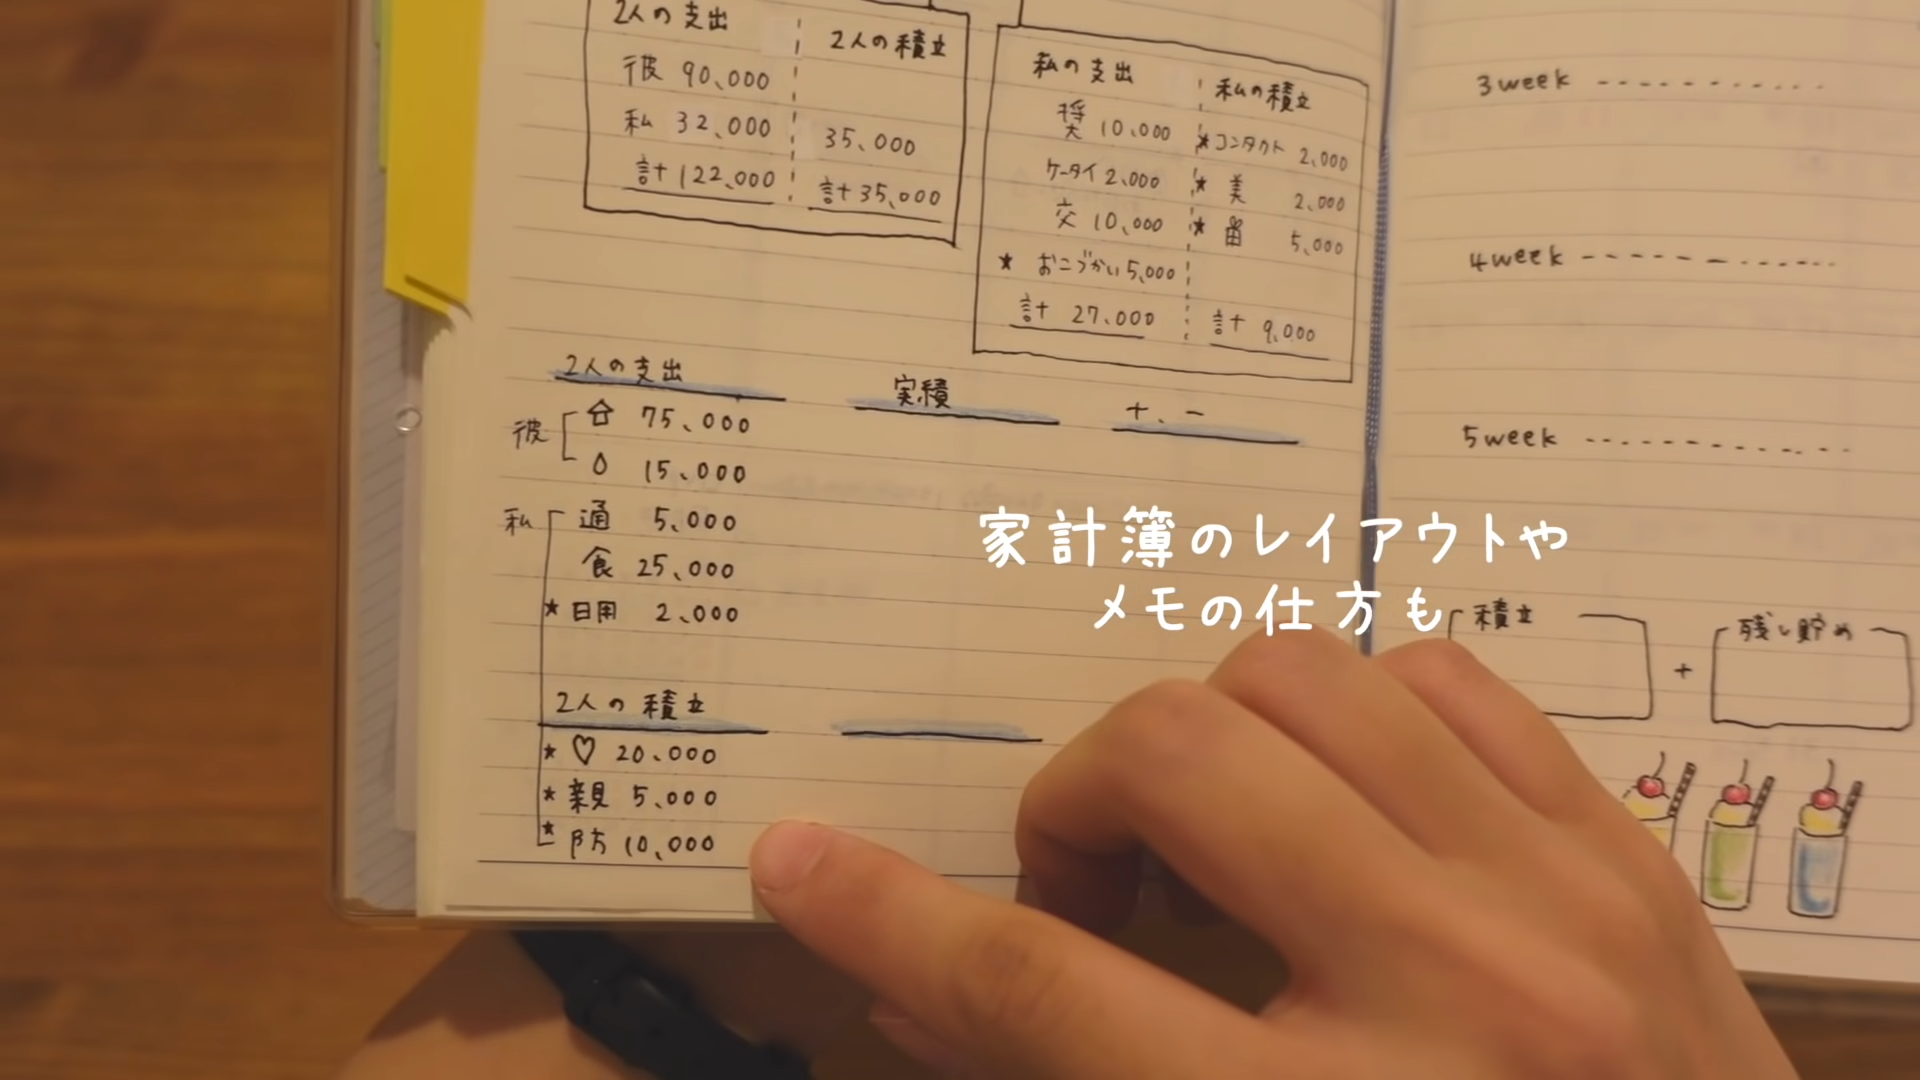 2人の支出
彼 90,000
私 32,000
計 122,000
2人の積立
35,000
計 35,000
私の支出
奨 10,000
ケータイ 2,000
交 10,000
★ おこづかい 5,000
計 27,000
私の積立
★コンタクト 2,000
★ 美 2,000
★ 5,000
計 9,000
2人の支出
実績
+、-
彼
75,000
15,000
私
通 5,000
食 25,000
★ 日用 2,000
2人の積立
★ ♡ 20,000
★ 親 5,000
★ 防 10,000
3week
4week
5week
積立
+
残し貯め
家計簿のレイアウトや
メモの仕方も